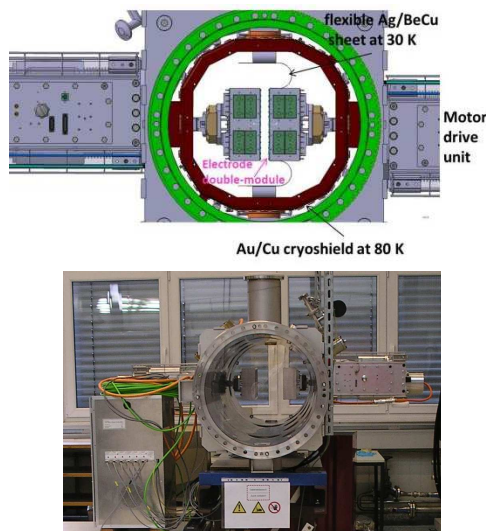 flexible Ag/BeCu
sheet at 30 K
Motor
drive
unit
Electrode
double-module
Au/Cu cryoshield at 80 K